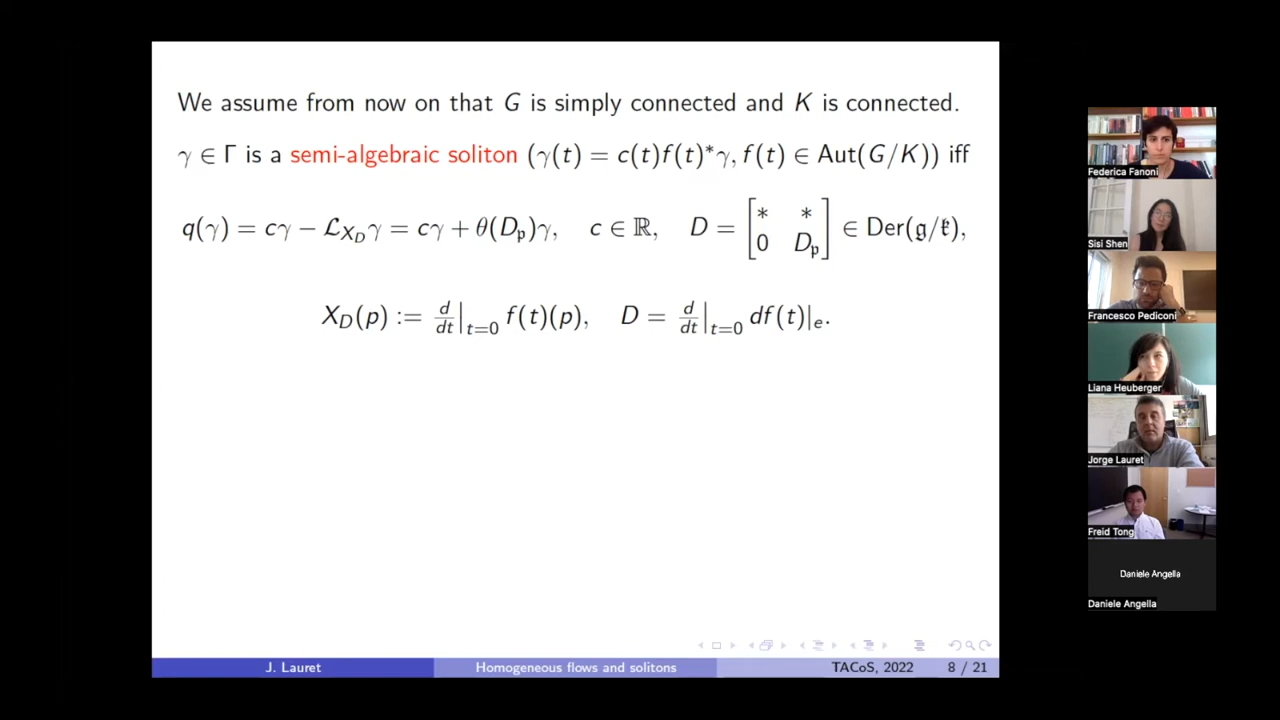 We assume from now on that G is simply connected and K is connected.
γ ∈ Γ is a semi-algebraic soliton (γ(t) = c(t)f(t)*γ, f(t) ∈ Aut(G/K)) iff
q(γ) = cγ − ℒ_{X_D}γ = cγ + θ(D_𝔭)γ, c ∈ ℝ, D = [* *; 0 D_𝔭] ∈ Der(𝔤/𝔨),
X_D(p) := d/dt|_{t=0} f(t)(p), D = d/dt|_{t=0} df(t)|_e.
J. Lauret
Homogeneous flows and solitons
TACoS, 2022
8 / 21
Federica Fanoni
Sisi Shen
Francesco Pediconi
Liana Heuberger
Jorge Lauret
Freid Tong
Daniele Angella
Daniele Angella